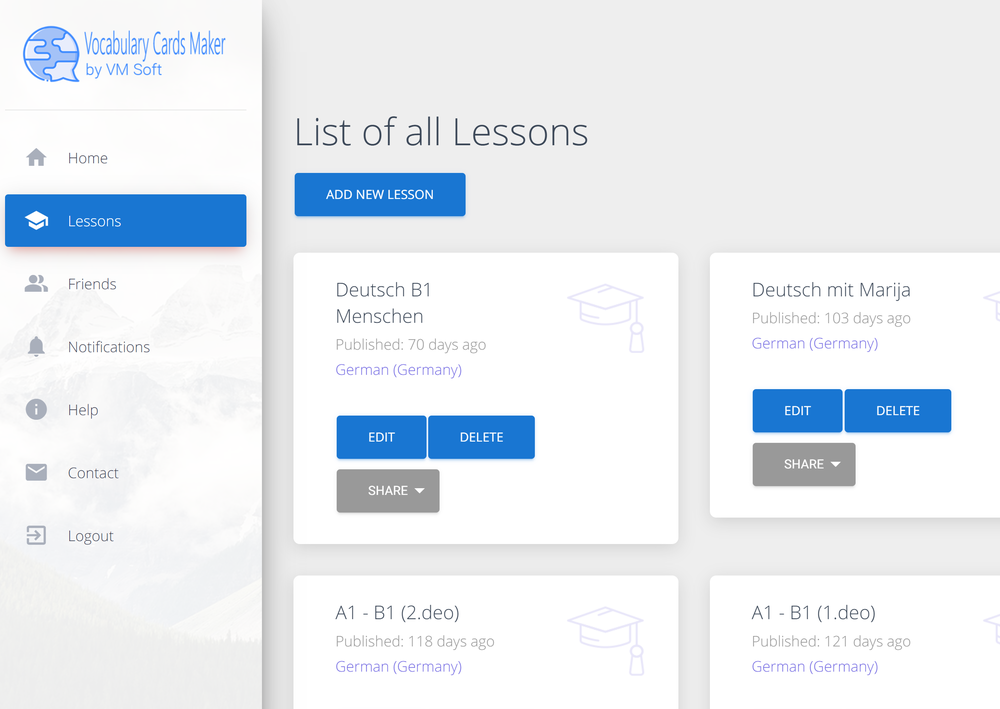 Vocabulary Cards Maker
by VM Soft
Home
Lessons
Friends
Notifications
Help
Contact
Logout
List of all Lessons
ADD NEW LESSON
Deutsch B1
Menschen
Published: 70 days ago
German (Germany)
EDIT
DELETE
SHARE
Deutsch mit Marija
Published: 103 days ago
German (Germany)
EDIT
DELETE
SHARE
A1 - B1 (2.deo)
Published: 118 days ago
German (Germany)
A1 - B1 (1.deo)
Published: 121 days ago
German (Germany)